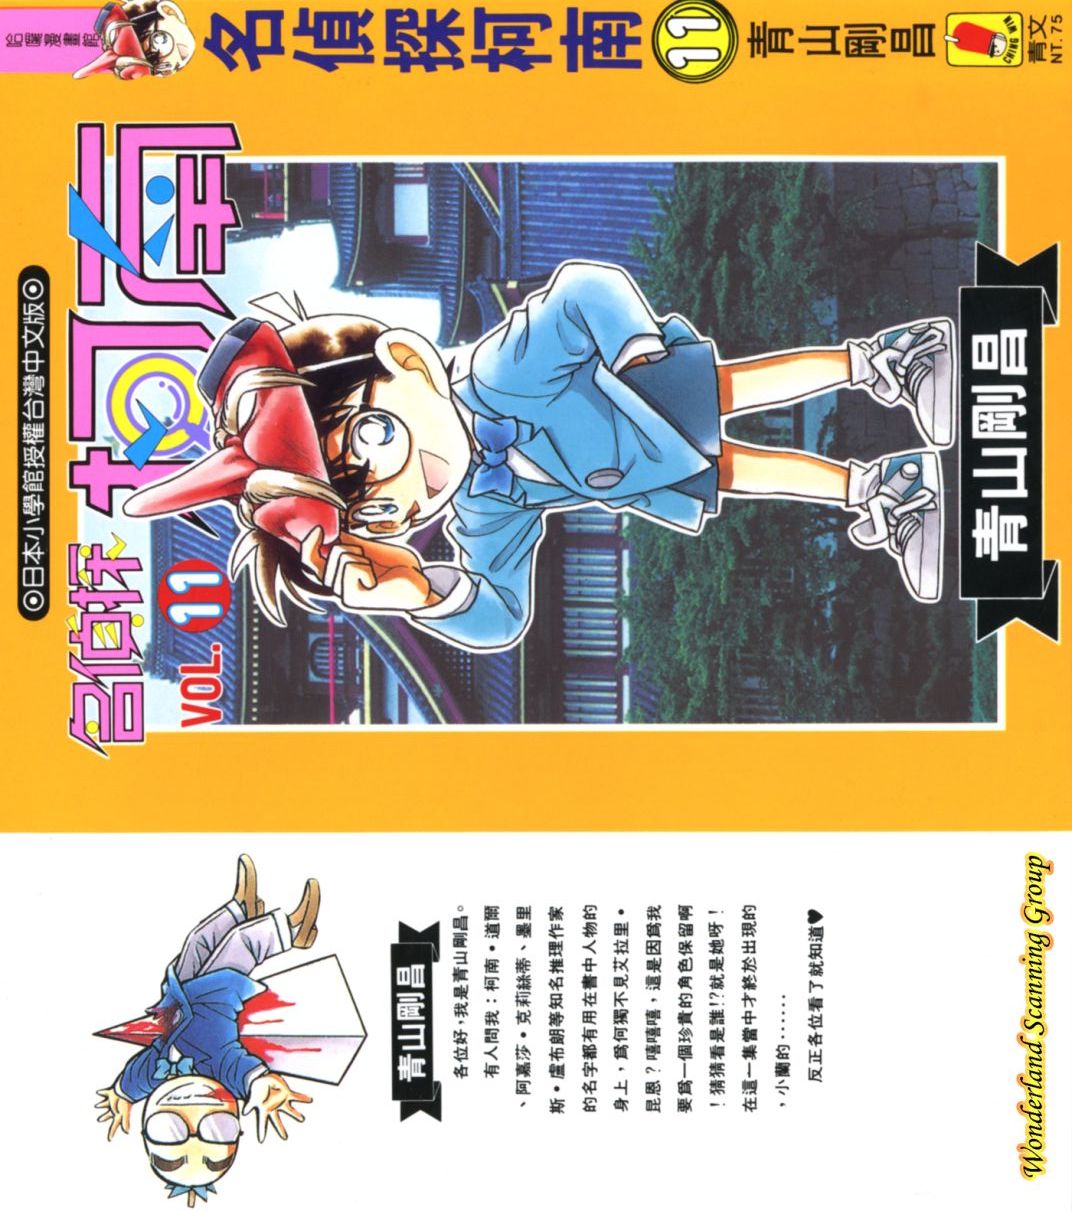 名偵探柯南
11
青山剛昌
CHING WIN
青文
NT.75
日本小學館授權台灣中文版
名偵探
柯南
VOL.11
青山剛昌
青山剛昌
各位好，我是青山剛昌。
有人問我：柯南・道爾
、阿嘉莎・克莉絲蒂、墨里
斯・盧布朗等知名推理作家
的名字都有用在書中人物的
身上，爲何獨不見艾拉里・
昆恩？嘻嘻嘻，這是因爲我
要爲一個珍貴的角色保留啊
！猜猜看是誰!?就是她呀！
在這一集當中才終於出現的
，小蘭的……
反正各位看了就知道♥
Wonderland Scanning Group